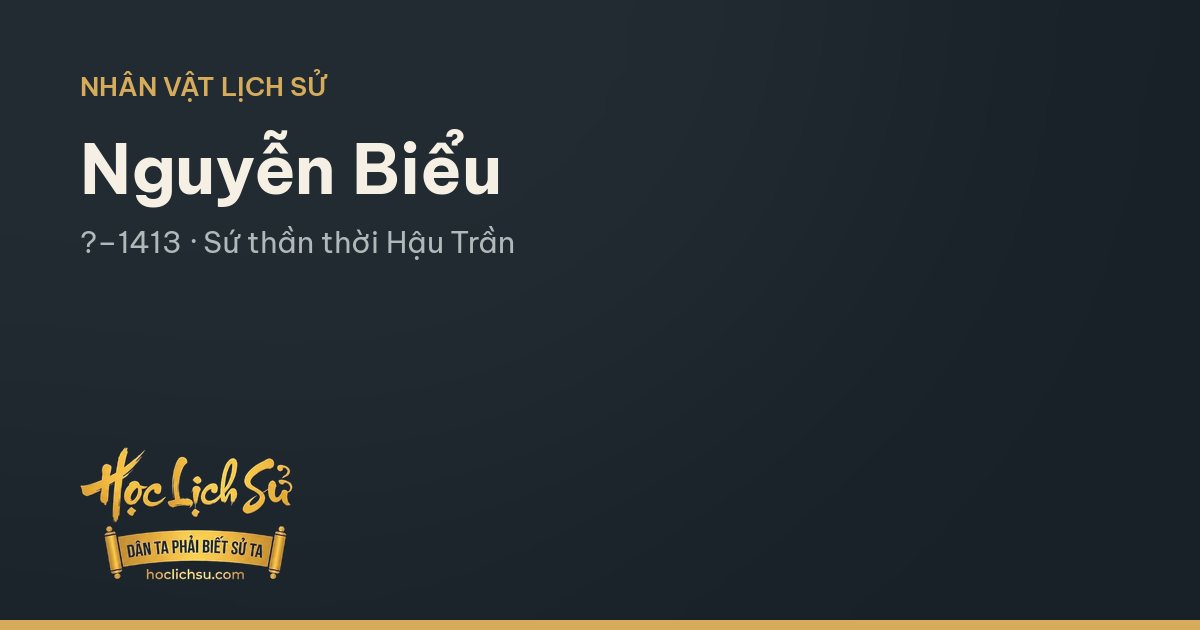 NHÂN VẬT LỊCH SỬ
Nguyễn Biểu
?–1413 · Sứ thần thời Hậu Trần
Học Lịch Sử
DÂN TA PHẢI BIẾT SỬ TA
hoclichsu.com